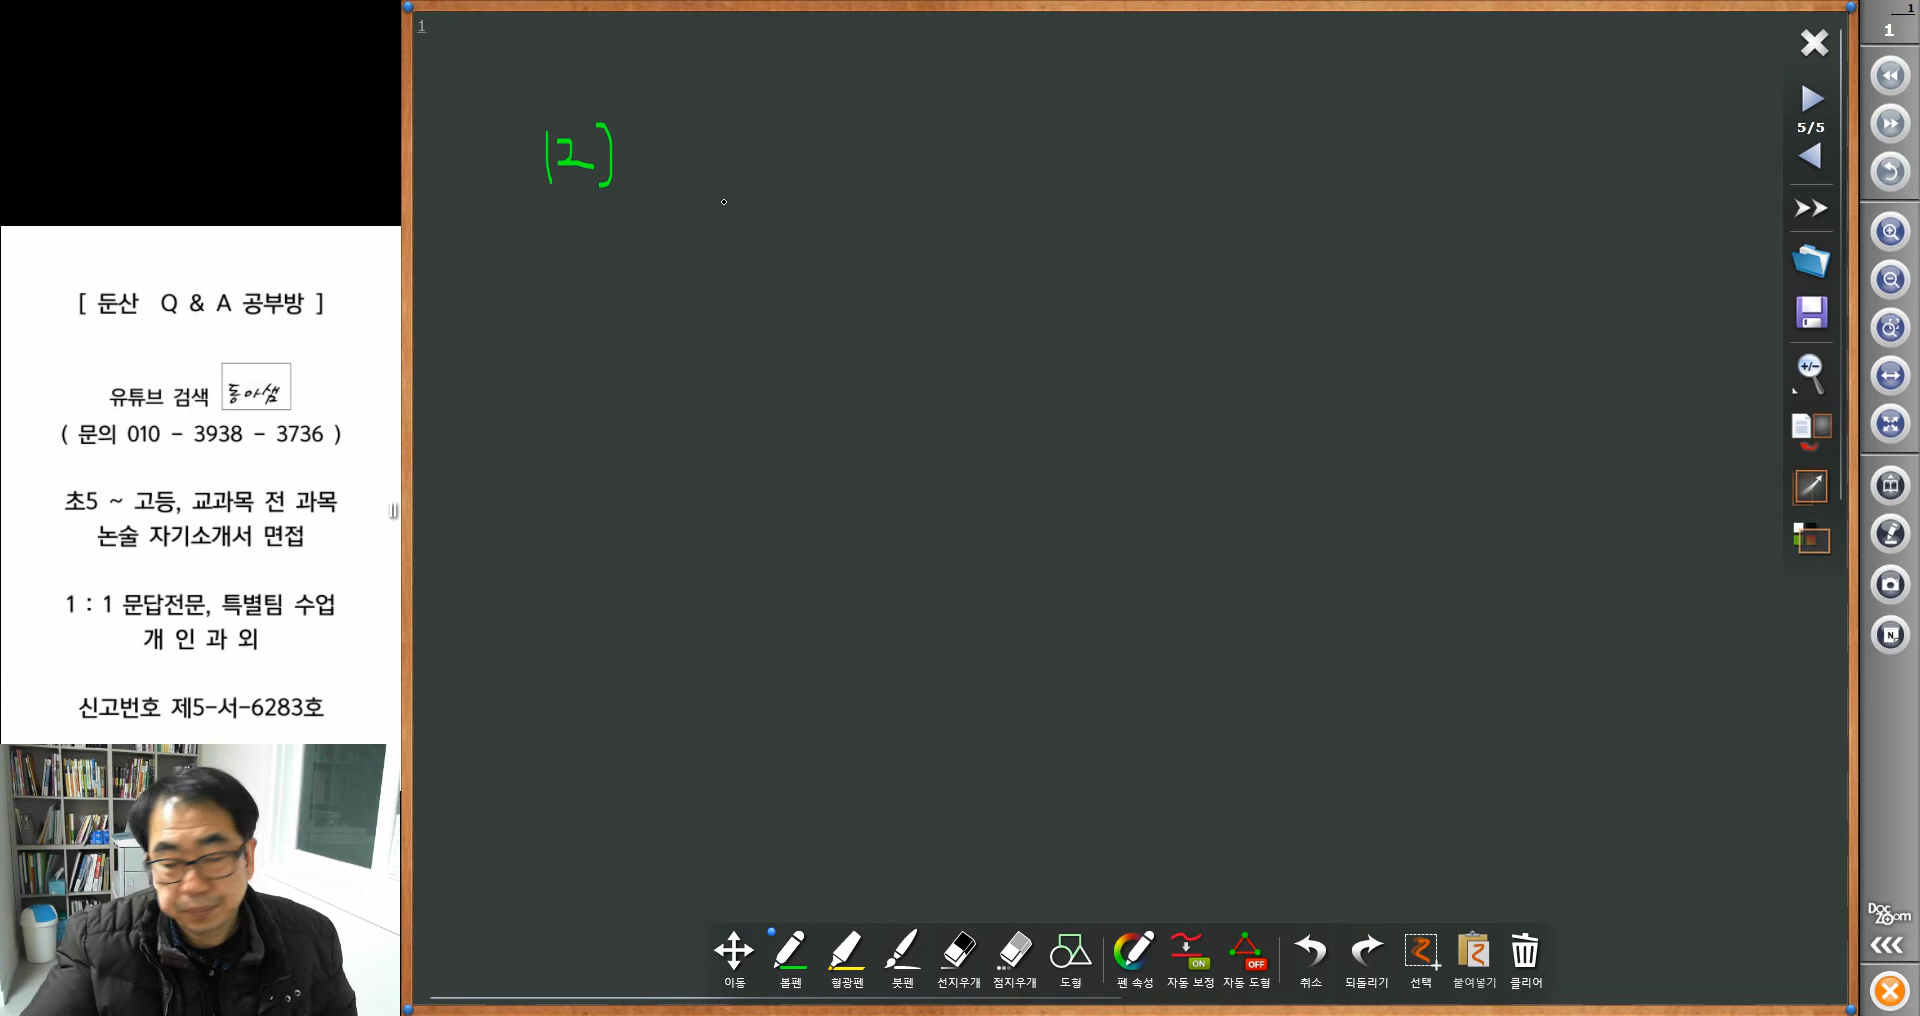 [ 둔산 Q & A 공부방 ]
유튜브 검색 동아샘
( 문의 010 - 3938 - 3736 )
초5 ~ 고등, 교과목 전 과목
논술 자기소개서 면접
1 : 1 문답전문, 특별팀 수업
개 인 과 외
신고번호 제5-서-6283호
1
12)
5/5
+/-
1
1
N
Doc
Zoom
ON
OFF
이동
볼펜
형광펜
붓펜
선지우개
점지우개
도형
펜 속성
자동 보정
자동 도형
취소
되돌리기
선택
붙여넣기
클리어